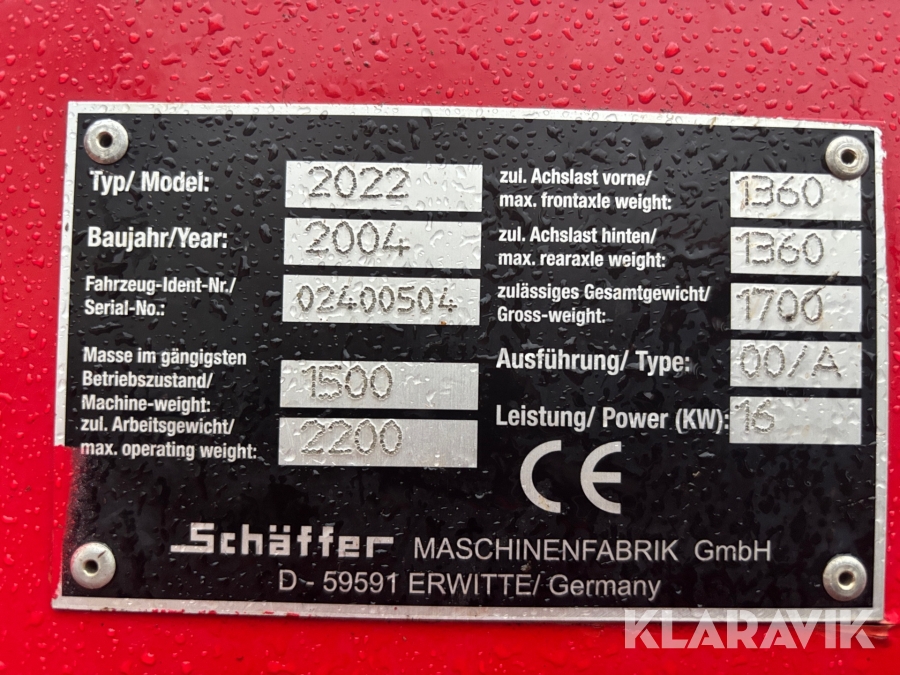 Typ/ Model: 2022
Baujahr/Year: 2004
Fahrzeug-Ident-Nr./
Serial-No.: 02400504
Masse im gängigsten
Betriebszustand/
Machine-weight: 1500
zul. Arbeitsgewicht/
max. operating weight: 2200
zul. Achslast vorne/
max. frontaxle weight: 1360
zul. Achslast hinten/
max. rearaxle weight: 1360
zulässiges Gesamtgewicht/
Gross-weight: 1700
Ausführung/ Type: 00/A
Leistung/ Power (KW): 16
CE
Schäffer MASCHINENFABRIK GmbH
D - 59591 ERWITTE/ Germany
KLARAVIK